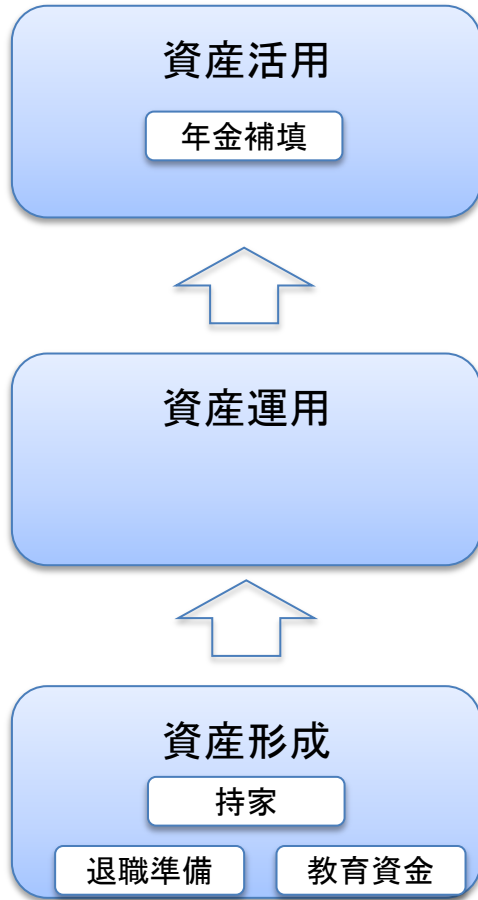 資産活用
年金補填
資産運用
資産形成
持家
退職準備
教育資金